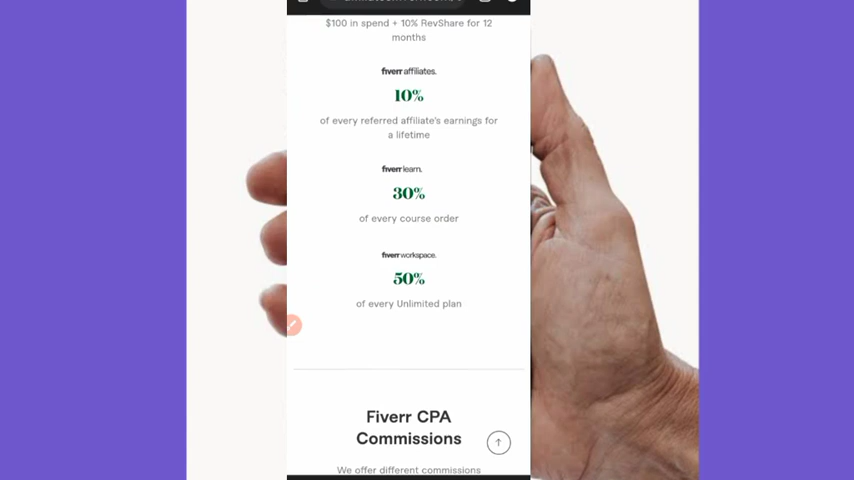 $100 in spend + 10% RevShare for 12
months
fiverr affiliates.
10%
of every referred affiliate's earnings for
a lifetime
fiverr learn.
30%
of every course order
fiverr workspace.
50%
of every Unlimited plan
Fiverr CPA
Commissions
We offer different commissions